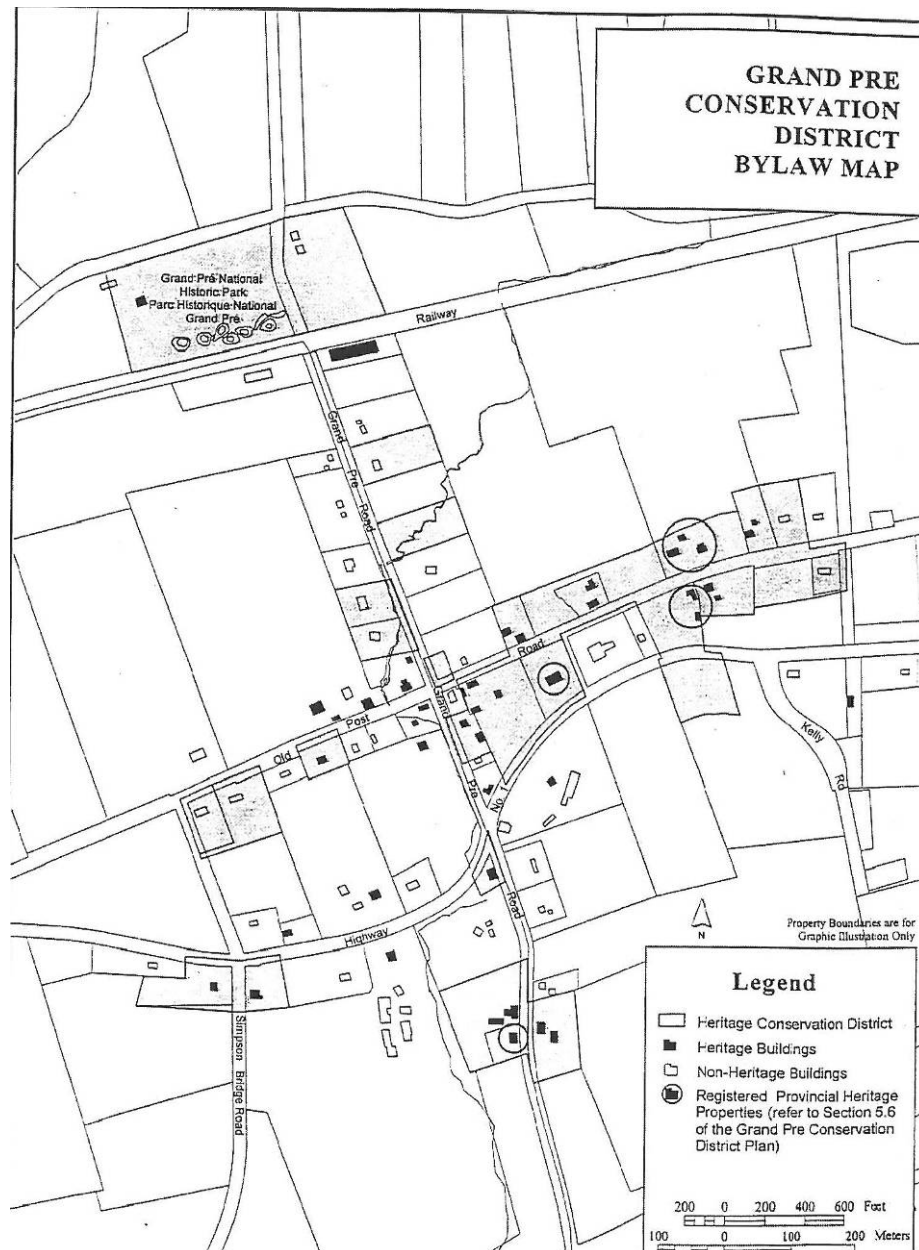 GRAND PRE
CONSERVATION
DISTRICT
BYLAW MAP
Grand Pré National
Historic Park
Parc Historique National
Grand Pré
Railway
Grand Pre Road
Road
Old Post
Grand Pre Road
No. 1
Highway
Kelly Rd
Simpson Bridge Road
N
Property Boundaries are for
Graphic Illustration Only
Legend
Heritage Conservation District
Heritage Buildings
Non-Heritage Buildings
Registered Provincial Heritage
Properties (refer to Section 5.6
of the Grand Pre Conservation
District Plan)
200 0 200 400 600 Feet
100 0 100 200 Meters